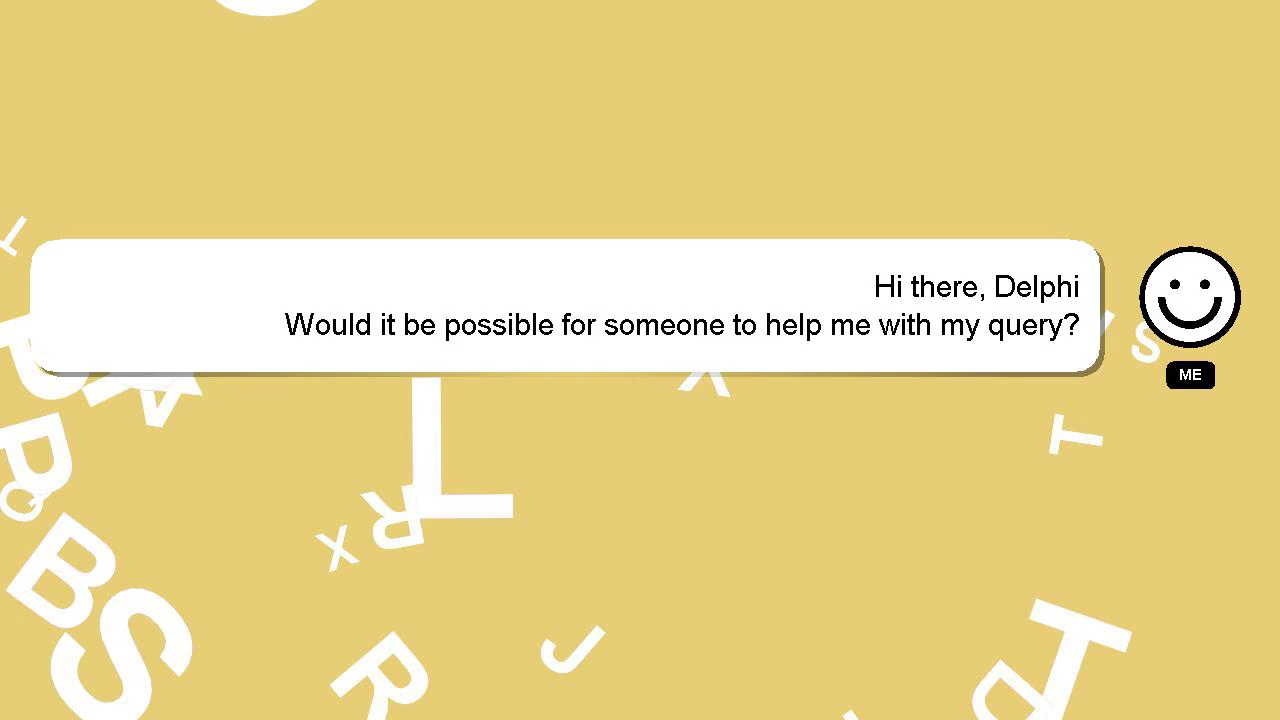 Hi there, Delphi
Would it be possible for someone to help me with my query?
ME
T
S
P
A
X
T
P
L
Q
R
X
B
S
J
R
T
D